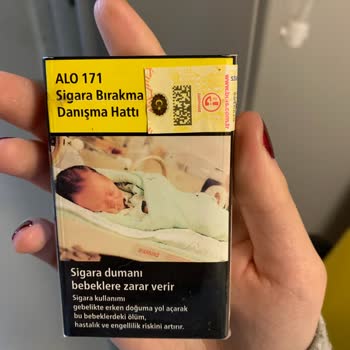 ALO 171
Sigara Bırakma
Danışma Hattı
Sigara dumanı
bebeklere zarar verir
Sigara kullanımı
gebelikte erken doğuma yol açarak
bu bebeklerdeki ölüm,
hastalık ve engellilik riskini artırır.